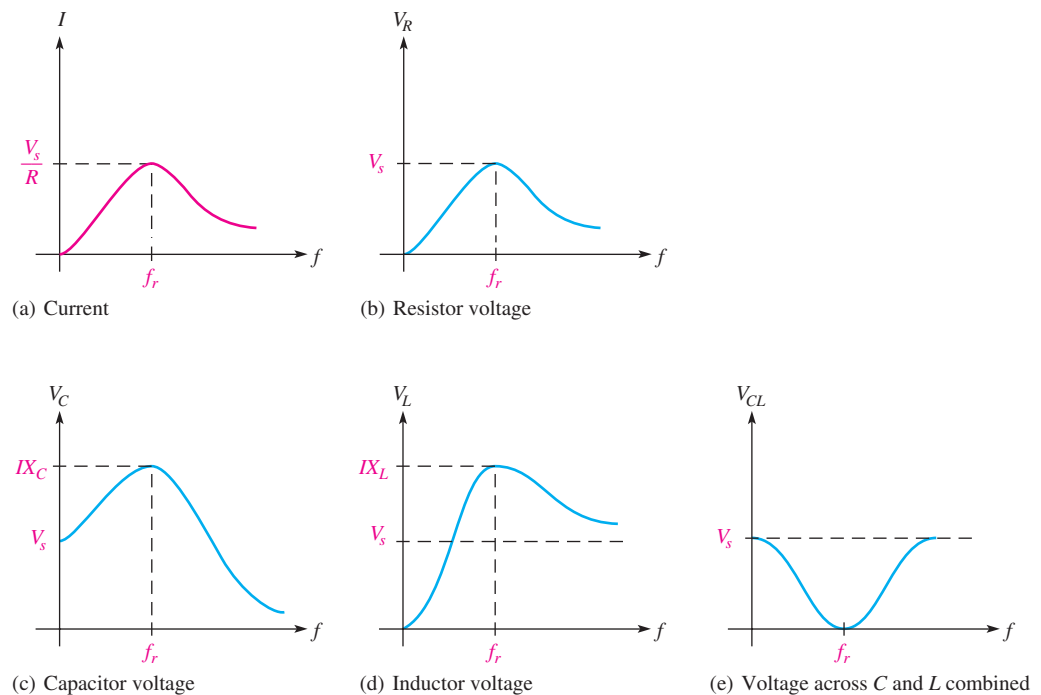 I
V_s
R
f
f_r
(a) Current
V_R
V_s
f
f_r
(b) Resistor voltage
V_C
IX_C
V_s
f
f_r
(c) Capacitor voltage
V_L
IX_L
V_s
f
f_r
(d) Inductor voltage
V_CL
V_s
f
f_r
(e) Voltage across C and L combined